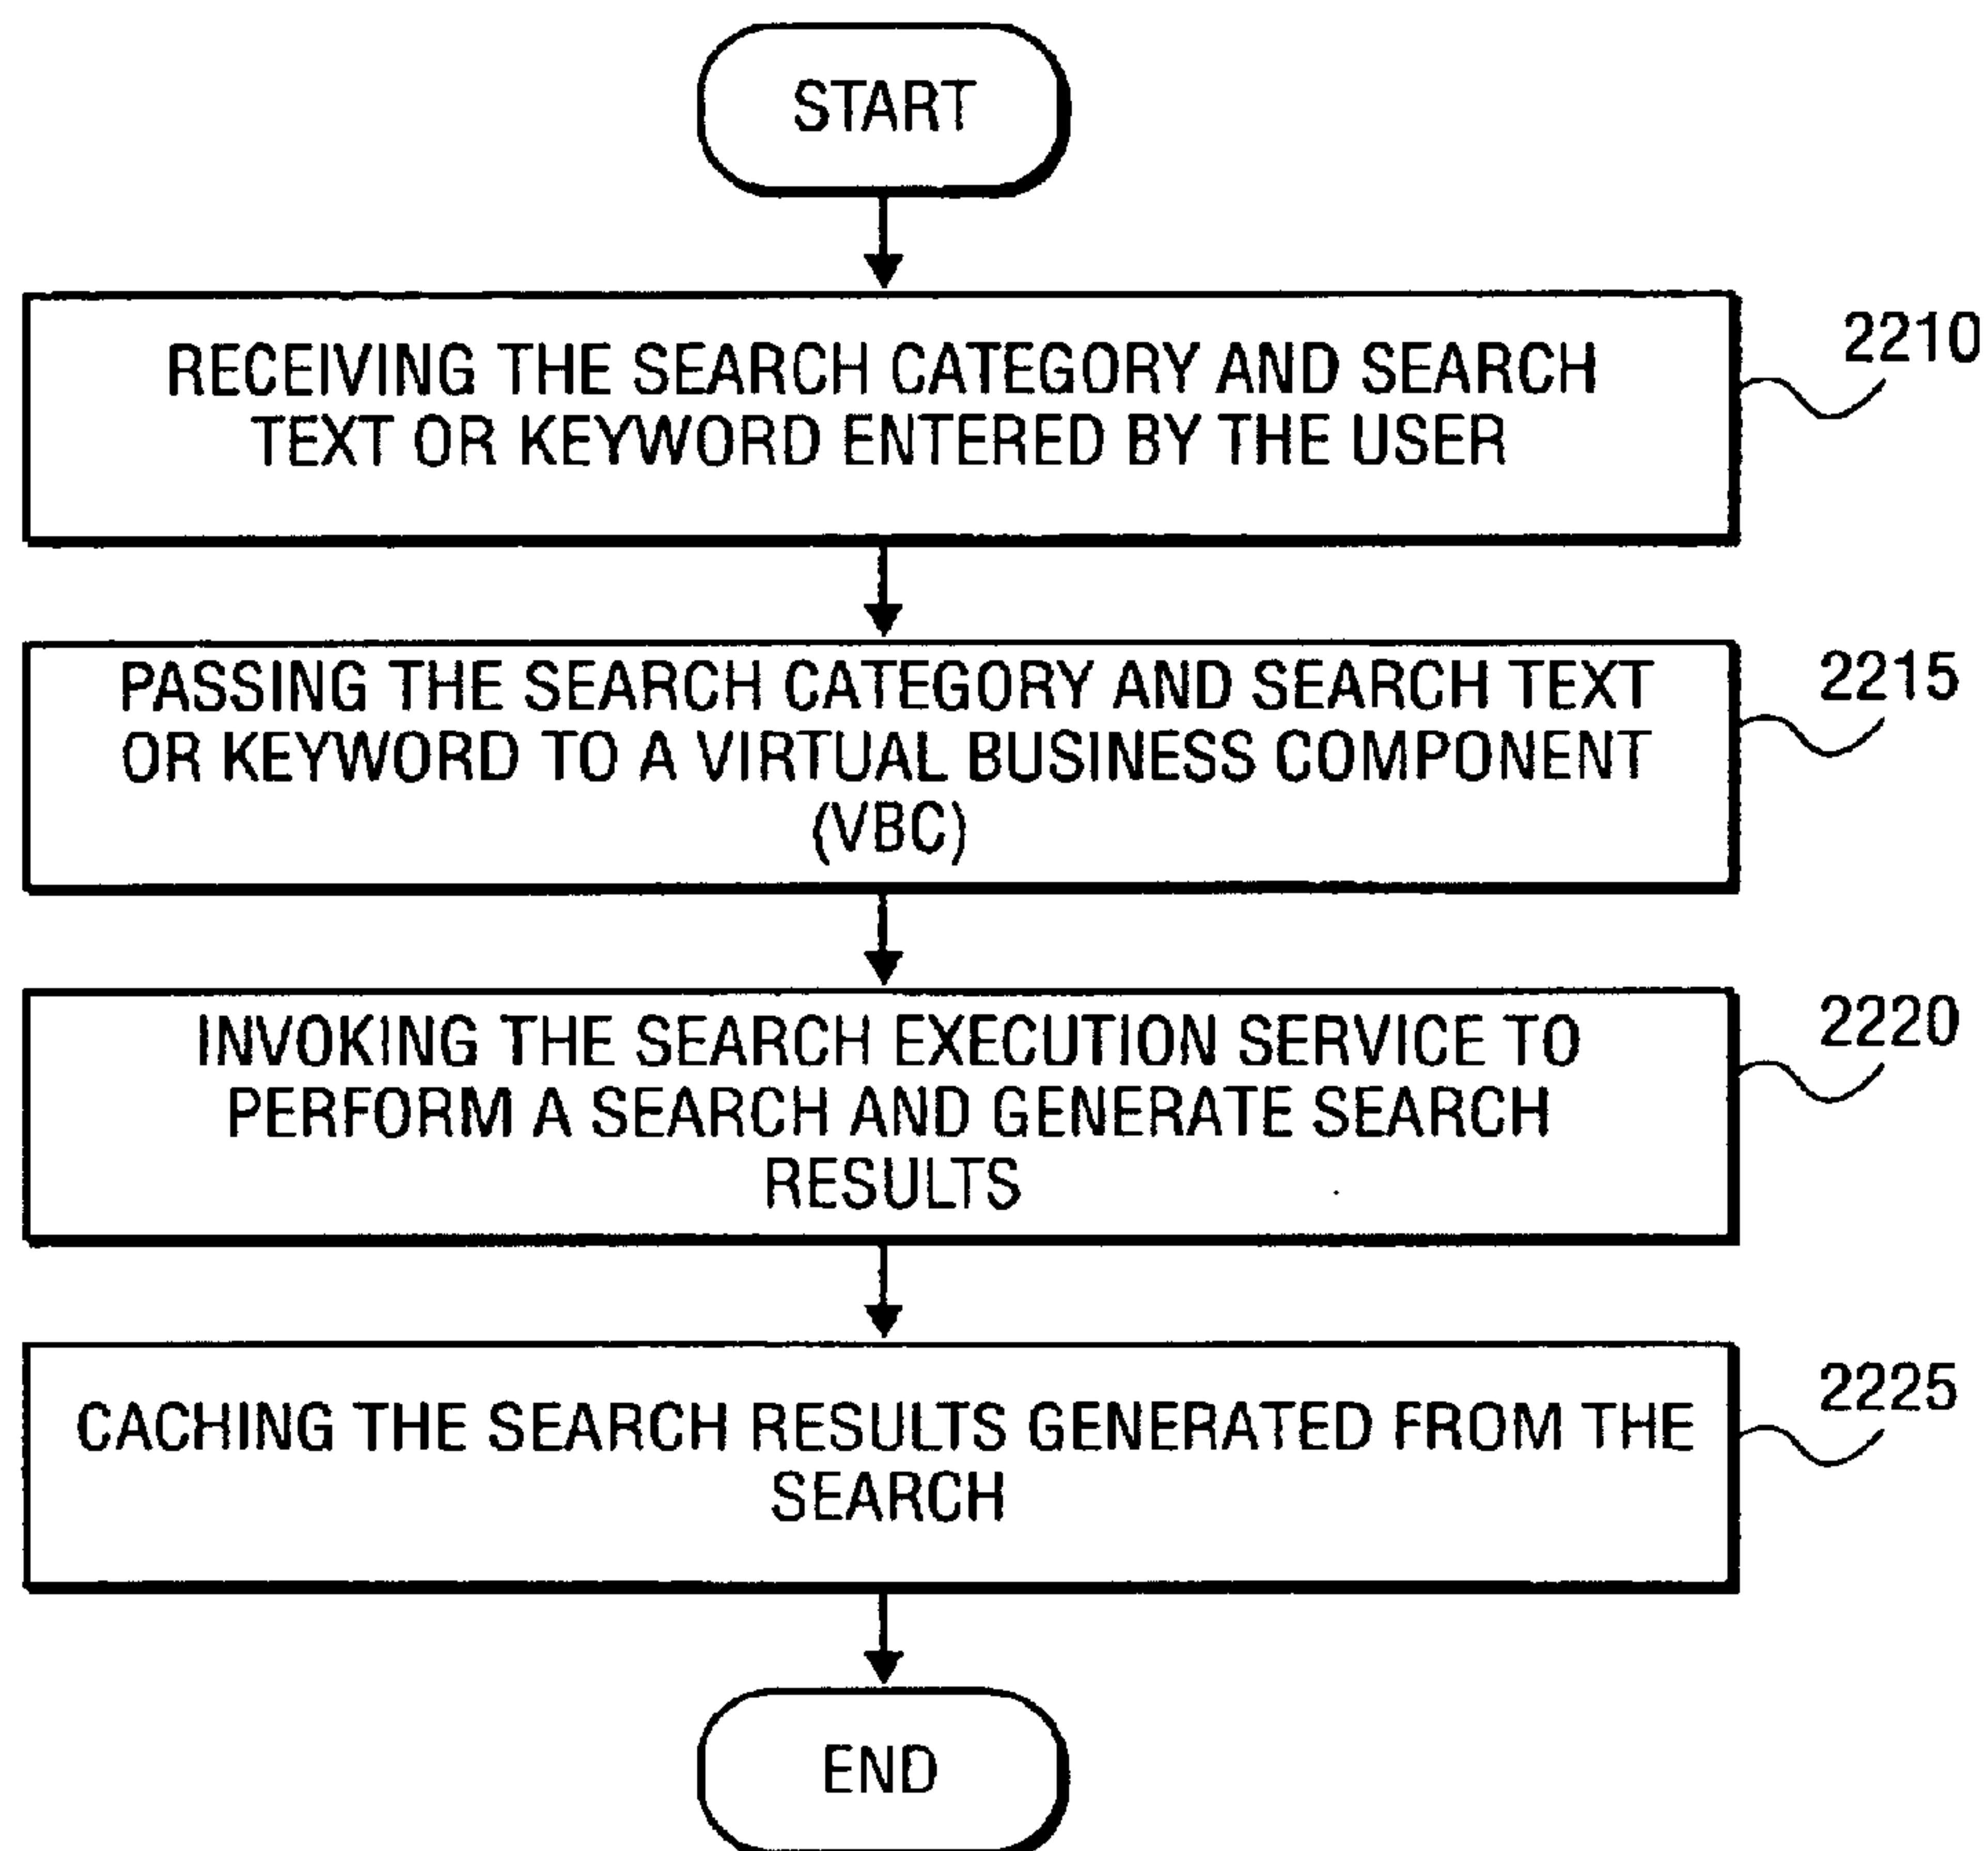 START
RECEIVING THE SEARCH CATEGORY AND SEARCH
TEXT OR KEYWORD ENTERED BY THE USER
2210
PASSING THE SEARCH CATEGORY AND SEARCH TEXT
OR KEYWORD TO A VIRTUAL BUSINESS COMPONENT
(VBC)
2215
INVOKING THE SEARCH EXECUTION SERVICE TO
PERFORM A SEARCH AND GENERATE SEARCH
RESULTS
2220
CACHING THE SEARCH RESULTS GENERATED FROM THE
SEARCH
2225
END